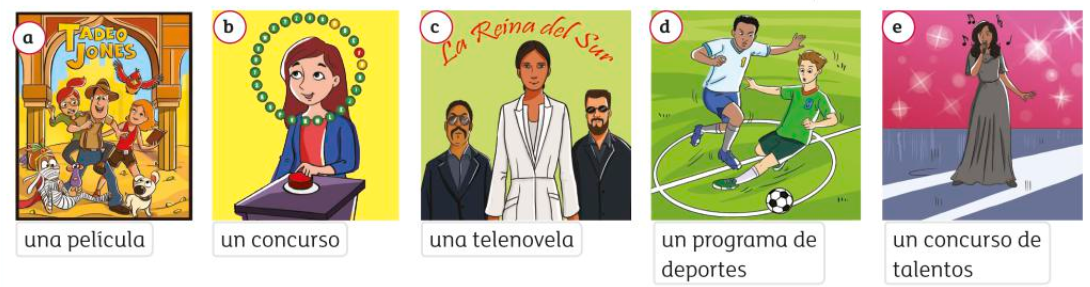 a
TADEO
JONES
una película
b
un concurso
c
La Reina del Sur
una telenovela
d
un programa de
deportes
e
un concurso de
talentos